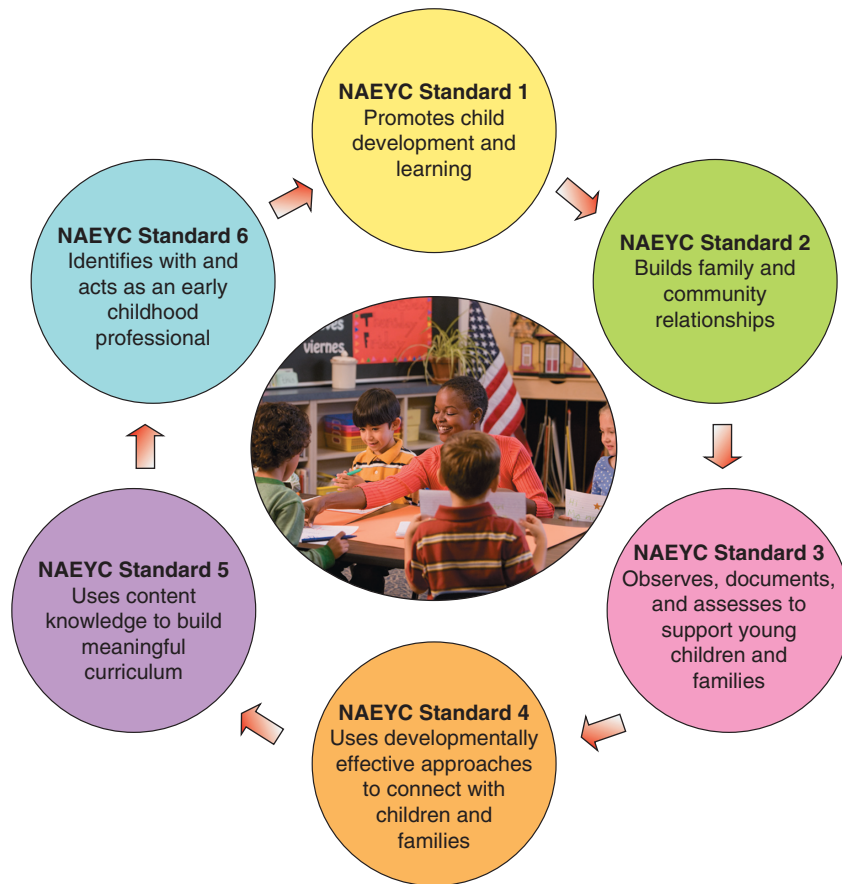 NAEYC Standard 1
Promotes child
development and
learning
NAEYC Standard 2
Builds family and
community
relationships
NAEYC Standard 3
Observes, documents,
and assesses to
support young
children and
families
NAEYC Standard 4
Uses developmentally
effective approaches
to connect with
children and
families
NAEYC Standard 5
Uses content
knowledge to build
meaningful
curriculum
NAEYC Standard 6
Identifies with and
acts as an early
childhood
professional
viernes